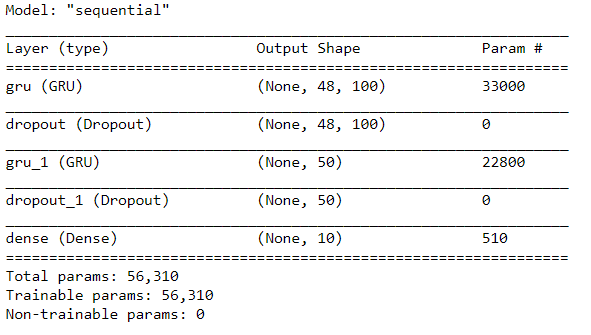 Model: "sequential"
Layer (type) Output Shape Param #
gru (GRU) (None, 48, 100) 33000
dropout (Dropout) (None, 48, 100) 0
gru_1 (GRU) (None, 50) 22800
dropout_1 (Dropout) (None, 50) 0
dense (Dense) (None, 10) 510
Total params: 56,310
Trainable params: 56,310
Non-trainable params: 0